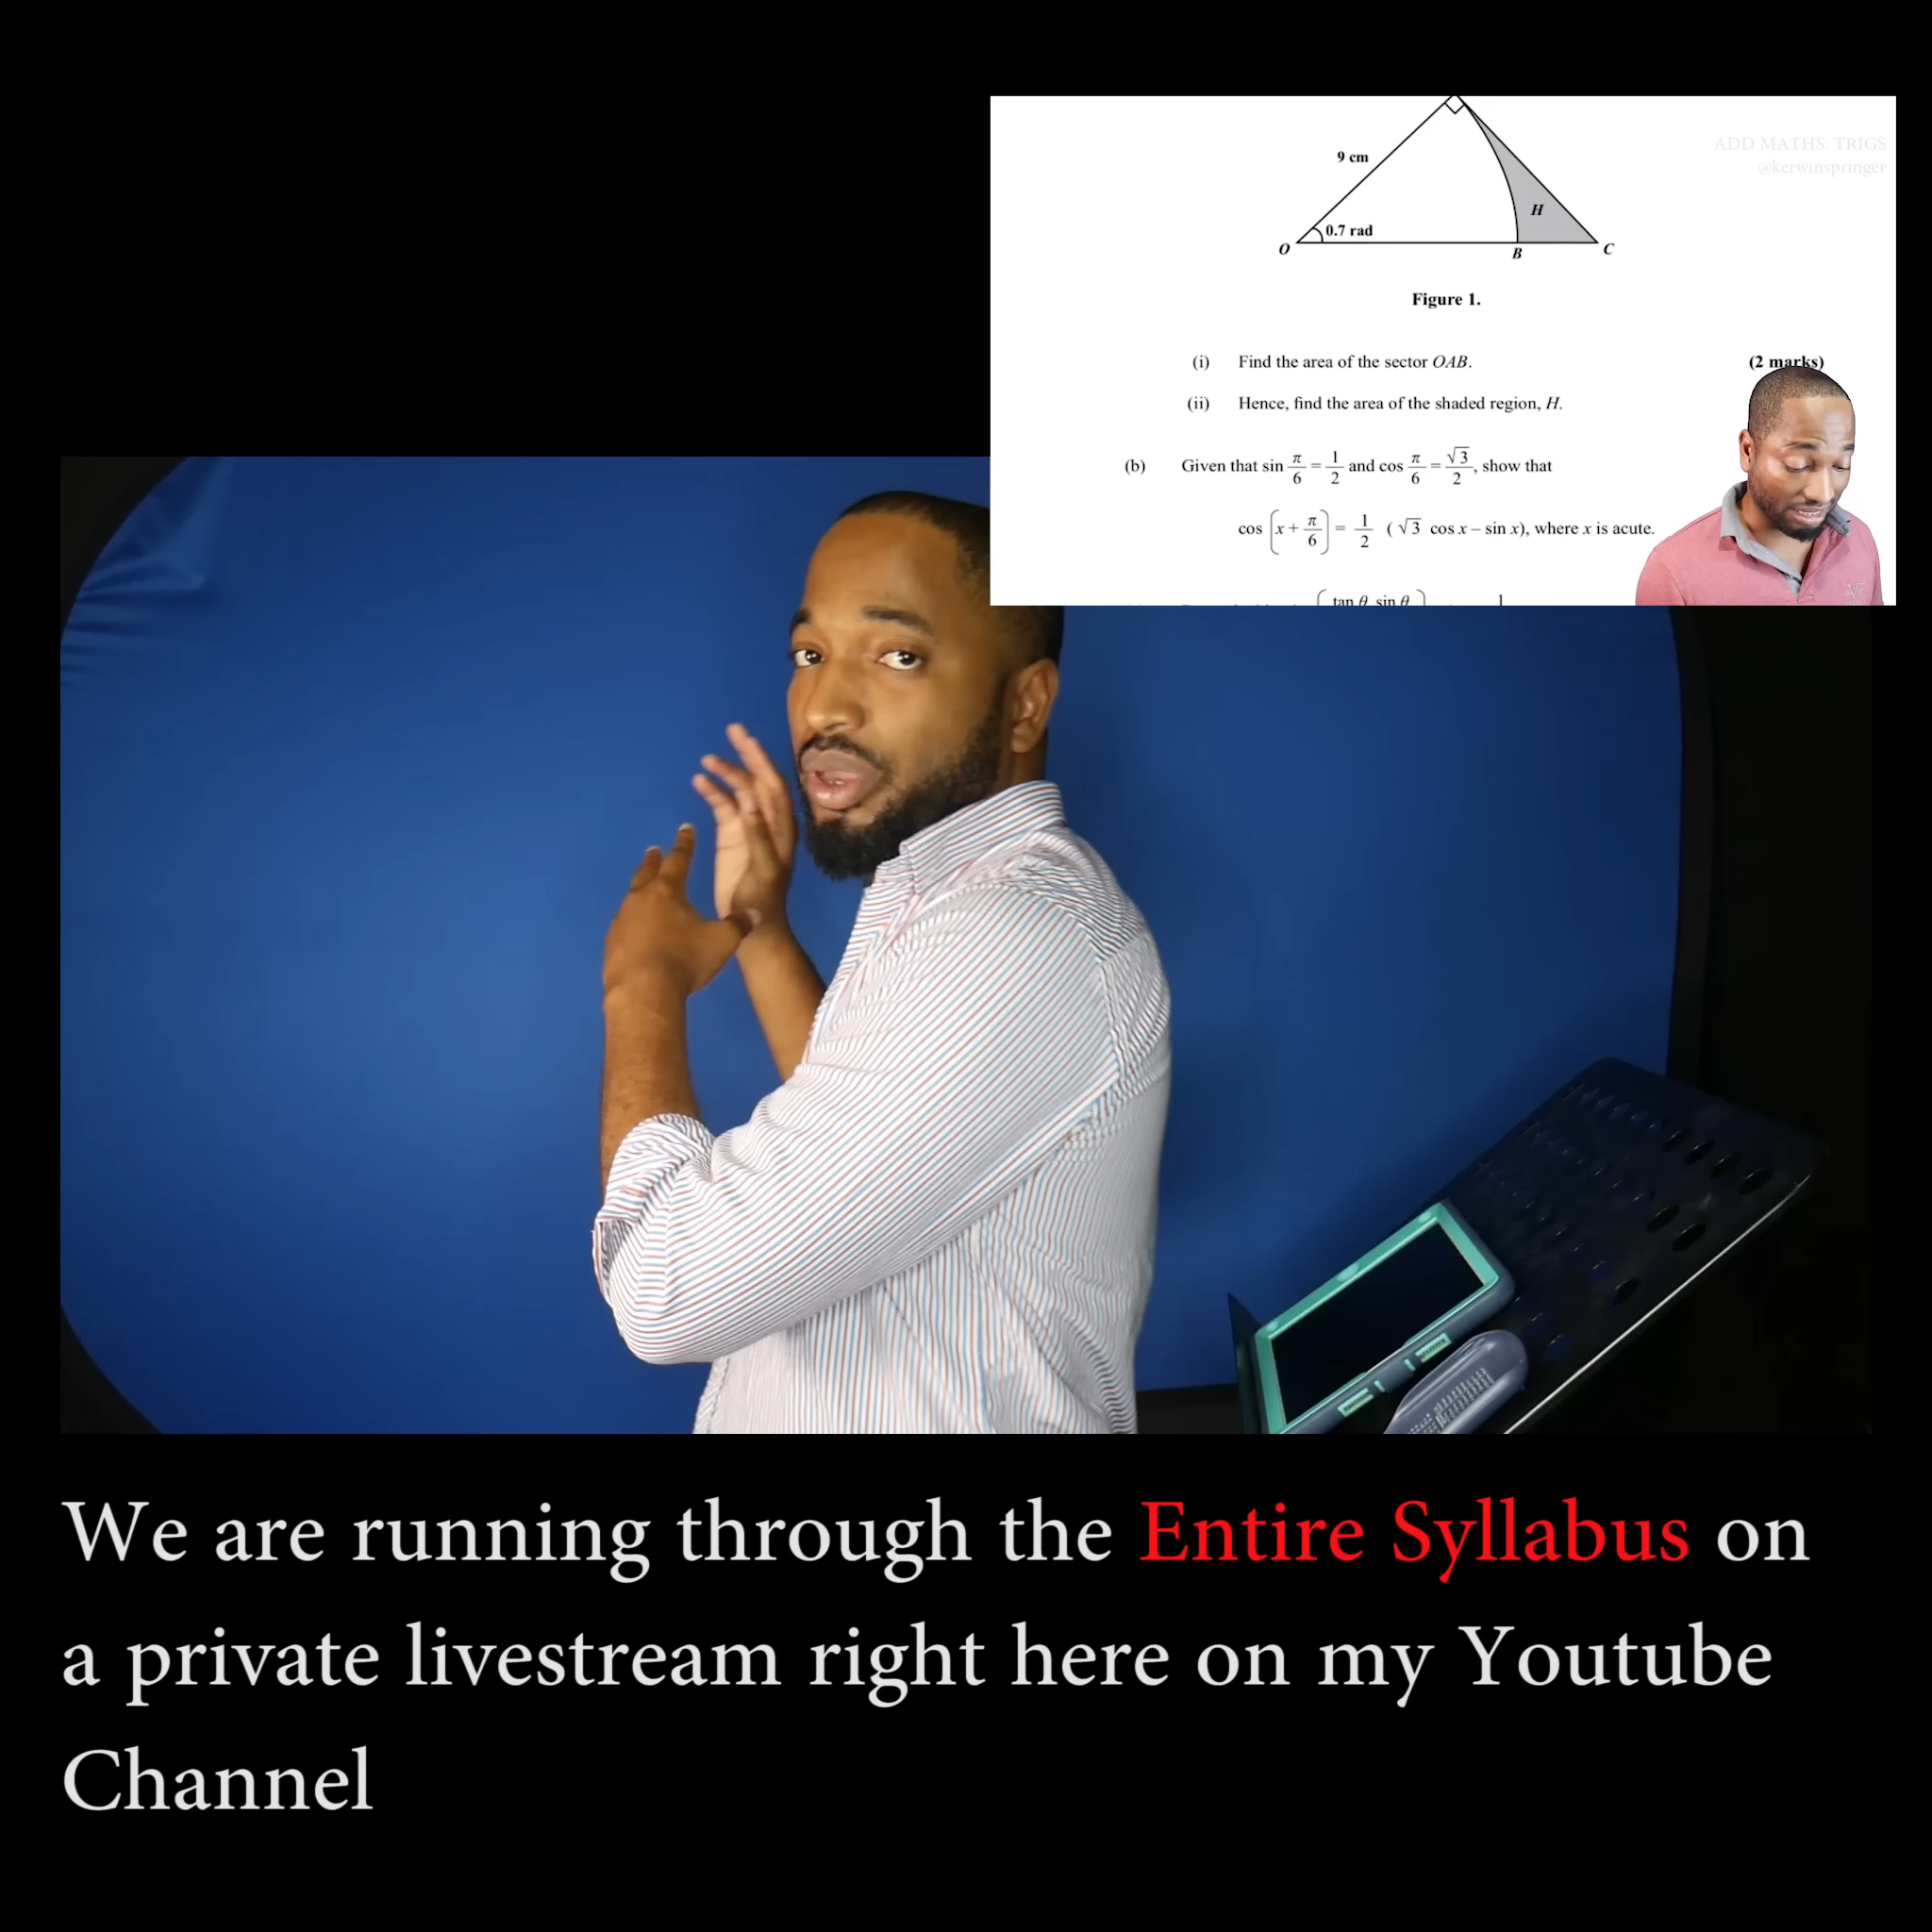 ADD MATHS: TRIGS
@kerwinspringer
9 cm
H
0.7 rad
O
B
C
Figure 1.
(i) Find the area of the sector OAB. (2 marks)
(ii) Hence, find the area of the shaded region, H.
(b) Given that sin π/6 = 1/2 and cos π/6 = √3/2, show that
cos [x + π/6] = 1/2 (√3 cos x – sin x), where x is acute.
tan θ sin θ 1
We are running through the Entire Syllabus on
a private livestream right here on my Youtube
Channel